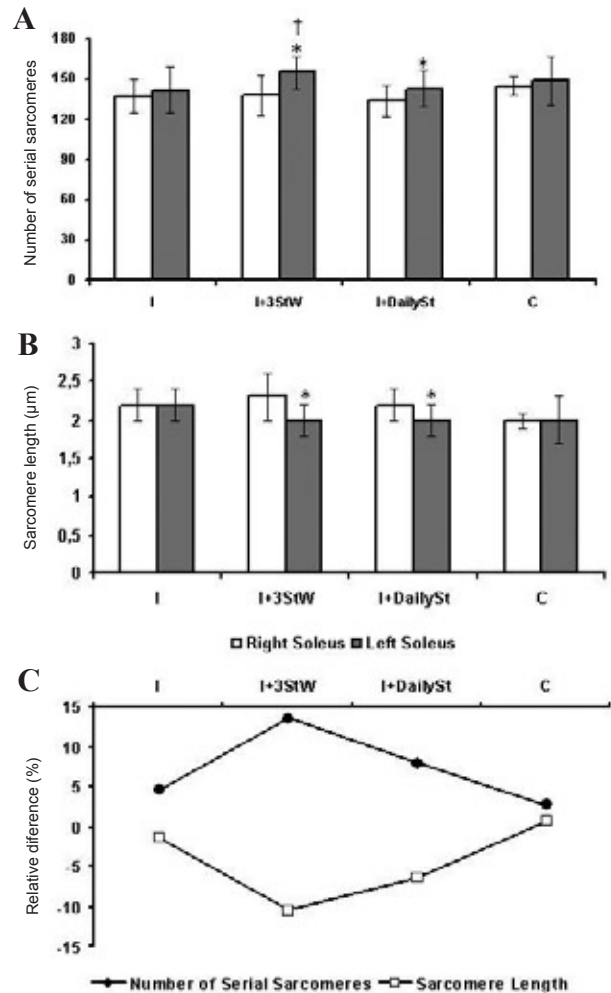 A
Number of serial sarcomeres
180
150
120
90
60
30
0
†
*
*
I
I+3StW
I+DailySt
C
B
Sarcomere length (μm)
3
2,5
2
1,5
1
0,5
0
*
*
I
I+3StW
I+DailySt
C
Right Soleus Left Soleus
C
I
I+3StW
I+DailySt
C
Relative diference (%)
15
10
5
0
-5
-10
-15
Number of Serial Sarcomeres Sarcomere Length